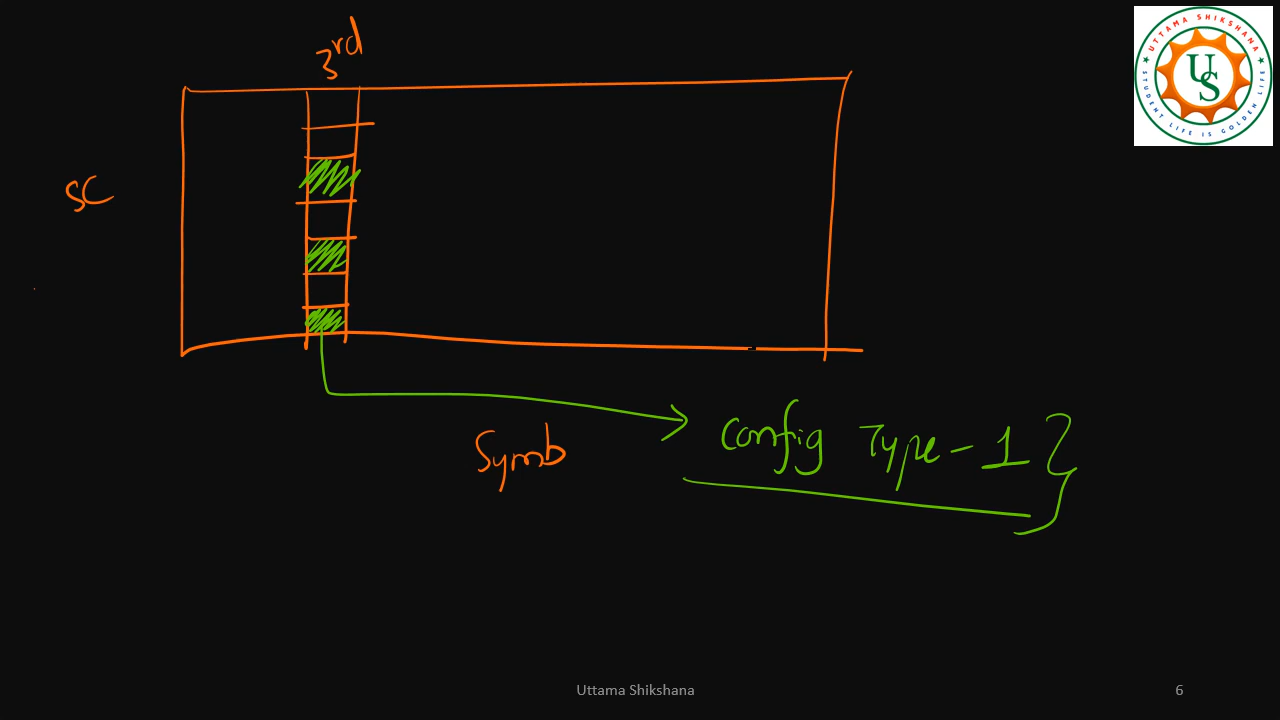 3rd
UTTAMA SHIKSHANA
US
STUDENT LIFE IS GOLDEN LIFE
SC
Symb
Config Type-1}
Uttama Shikshana
6